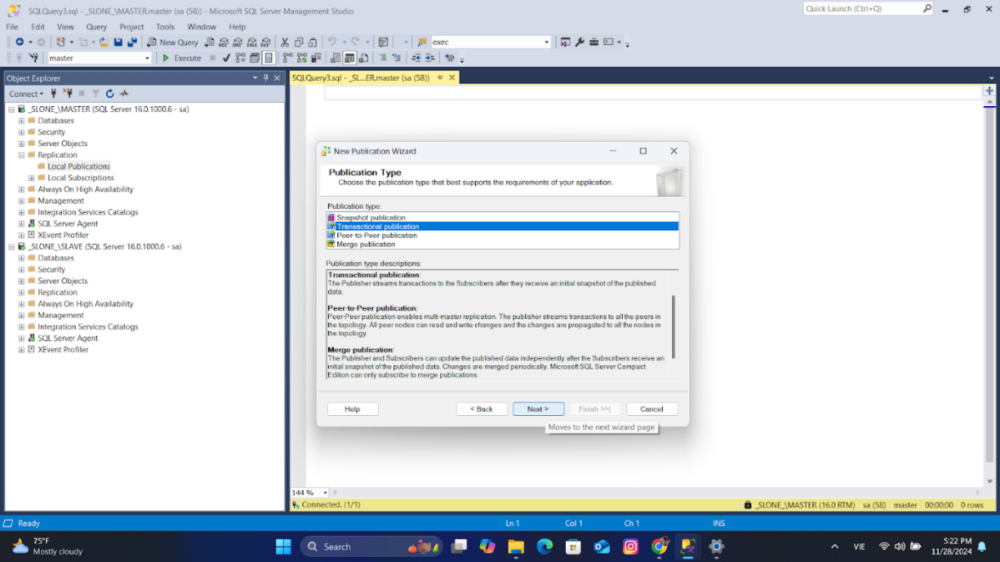 SQLQuery3.sql - _SLONE_\MASTER.master (sa (58)) - Microsoft SQL Server Management Studio
Quick Launch (Ctrl+Q)
File Edit View Query Project Tools Window Help
New Query
exec
master
Execute
Object Explorer
SQLQuery3.sql - _SL...ER.master (sa (58))
Connect
_SLONE_\MASTER (SQL Server 16.0.1000.6 - sa)
Databases
Security
Server Objects
Replication
Local Publications
Local Subscriptions
Always On High Availability
Management
Integration Services Catalogs
SQL Server Agent
XEvent Profiler
_SLONE_\SLAVE (SQL Server 16.0.1000.6 - sa)
Databases
Security
Server Objects
Replication
Always On High Availability
Management
Integration Services Catalogs
SQL Server Agent
XEvent Profiler
New Publication Wizard
Publication Type
Choose the publication type that best supports the requirements of your application.
Publication type:
Snapshot publication
Transactional publication
Peer-to-Peer publication
Merge publication
Publication type descriptions:
Transactional publication:
The Publisher streams transactions to the Subscribers after they receive an initial snapshot of the published
data.
Peer-to-Peer publication:
Peer-Peer publication enables multi-master replication. The publisher streams transactions to all the peers in
the topology. All peer nodes can read and write changes and the changes are propagated to all the nodes in
the topology.
Merge publication:
The Publisher and Subscribers can update the published data independently after the Subscribers receive an
initial snapshot of the published data. Changes are merged periodically. Microsoft SQL Server Compact
Edition can only subscribe to merge publications.
Help < Back Next > Finish >>| Cancel
Moves to the next wizard page
144 %
Connected. (1/1)
_SLONE_\MASTER (16.0 RTM) sa (58) master 00:00:00 0 rows
Ready Ln 1 Col 1 Ch 1 INS
75°F
Mostly cloudy
Search
VIE
5:22 PM
11/28/2024